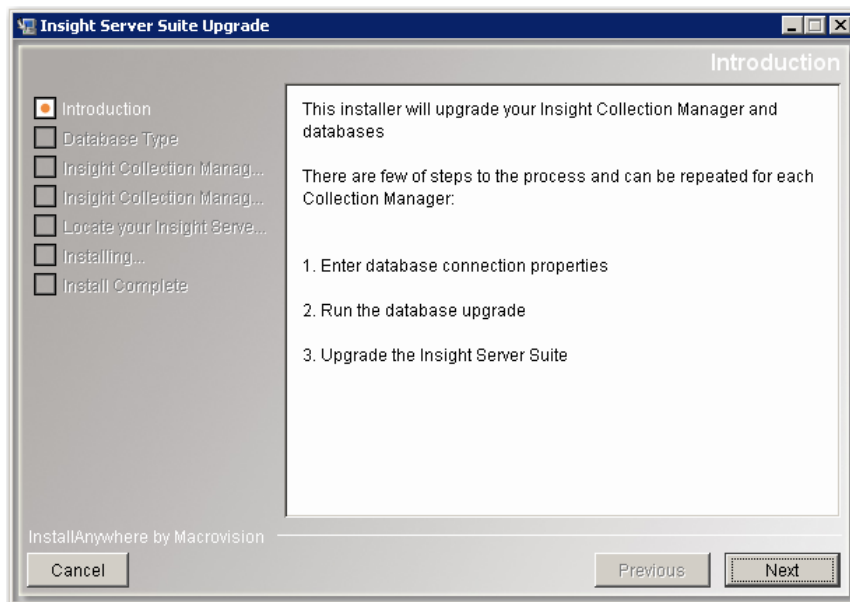 Insight Server Suite Upgrade
Introduction
Introduction
Database Type
Insight Collection Manag...
Insight Collection Manag...
Locate your Insight Serve...
Installing...
Install Complete
This installer will upgrade your Insight Collection Manager and
databases
There are few of steps to the process and can be repeated for each
Collection Manager:
1. Enter database connection properties
2. Run the database upgrade
3. Upgrade the Insight Server Suite
InstallAnywhere by Macrovision
Cancel
Previous
Next